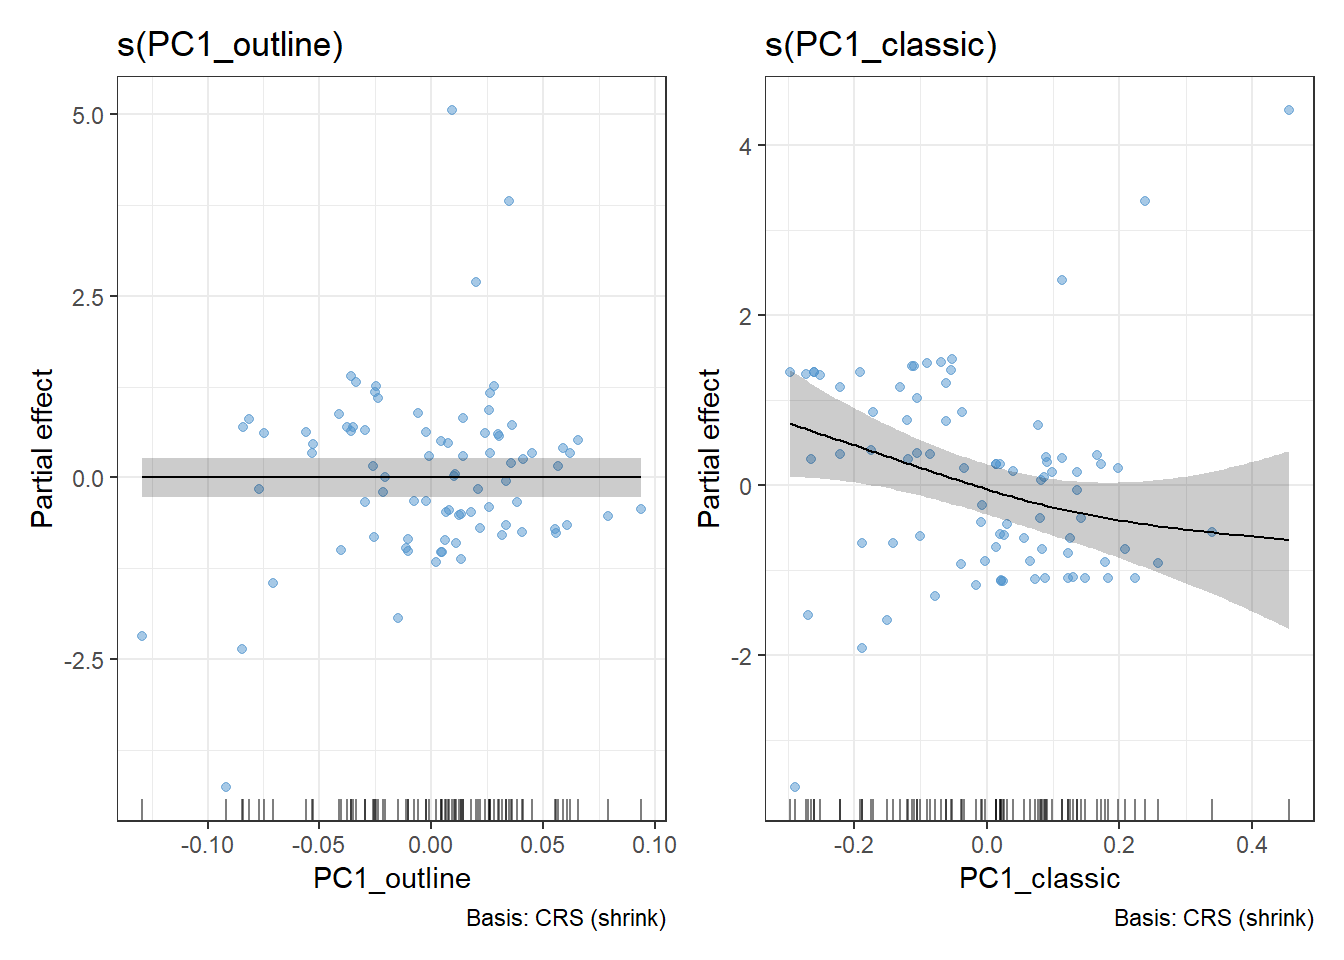 s(PC1_outline)
Partial effect
5.0
2.5
0.0
-2.5
-0.10 -0.05 0.00 0.05 0.10
PC1_outline
Basis: CRS (shrink)
s(PC1_classic)
Partial effect
4
2
0
-2
-0.2 0.0 0.2 0.4
PC1_classic
Basis: CRS (shrink)